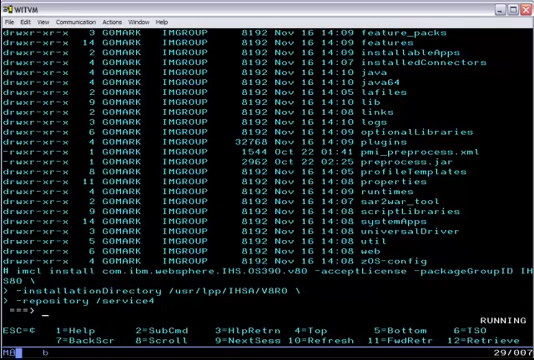 WITVM
File Edit View Communication Actions Window Help
drwxr-xr-x 3 GOMARK IMGROUP 8192 Nov 16 14:09 feature_packs
drwxr-xr-x 14 GOMARK IMGROUP 8192 Nov 16 14:09 features
drwxr-xr-x 2 GOMARK IMGROUP 8192 Nov 16 14:09 installableApps
drwxr-xr-x 4 GOMARK IMGROUP 8192 Nov 16 14:07 installedConnectors
drwxr-xr-x 4 GOMARK IMGROUP 8192 Nov 16 14:10 java
drwxr-xr-x 4 GOMARK IMGROUP 8192 Nov 16 14:10 java64
drwxr-xr-x 2 GOMARK IMGROUP 8192 Nov 16 14:05 lafiles
drwxr-xr-x 9 GOMARK IMGROUP 8192 Nov 16 14:10 lib
drwxr-xr-x 2 GOMARK IMGROUP 8192 Nov 16 14:08 links
drwxr-xr-x 3 GOMARK IMGROUP 8192 Nov 16 14:10 logs
drwxr-xr-x 6 GOMARK IMGROUP 8192 Nov 16 14:09 optionalLibraries
drwxr-xr-x 4 GOMARK IMGROUP 32768 Nov 16 14:10 plugins
-rwxr-xr-x 1 GOMARK IMGROUP 1544 Oct 22 01:41 pmi_preprocess.xml
-rwxr-xr-x 1 GOMARK IMGROUP 2962 Oct 22 02:25 preprocess.jar
drwxr-xr-x 8 GOMARK IMGROUP 8192 Nov 16 14:05 profileTemplates
drwxr-xr-x 11 GOMARK IMGROUP 8192 Nov 16 14:08 properties
drwxr-xr-x 4 GOMARK IMGROUP 8192 Nov 16 14:09 runtimes
drwxr-xr-x 2 GOMARK IMGROUP 8192 Nov 16 14:07 sar2war_tool
drwxr-xr-x 9 GOMARK IMGROUP 8192 Nov 16 14:08 scriptLibraries
drwxr-xr-x 14 GOMARK IMGROUP 8192 Nov 16 14:08 systemApps
drwxr-xr-x 3 GOMARK IMGROUP 8192 Nov 16 14:08 universalDriver
drwxr-xr-x 5 GOMARK IMGROUP 8192 Nov 16 14:08 util
drwxr-xr-x 6 GOMARK IMGROUP 8192 Nov 16 14:08 web
drwxr-xr-x 4 GOMARK IMGROUP 8192 Nov 16 14:08 zOS-config
# imcl install com.ibm.websphere.IHS.OS390.v80 -acceptLicense -packageGroupID IH
S80 \
> -installationDirectory /usr/lpp/IHSA/V8R0 \
> -repository /service4
===> _
RUNNING
ESC=¢ 1=Help 2=SubCmd 3=HlpRetrn 4=Top 5=Bottom 6=TSO
7=BackScr 8=Scroll 9=NextSess 10=Refresh 11=FwdRetr 12=Retrieve
MA b 29/007